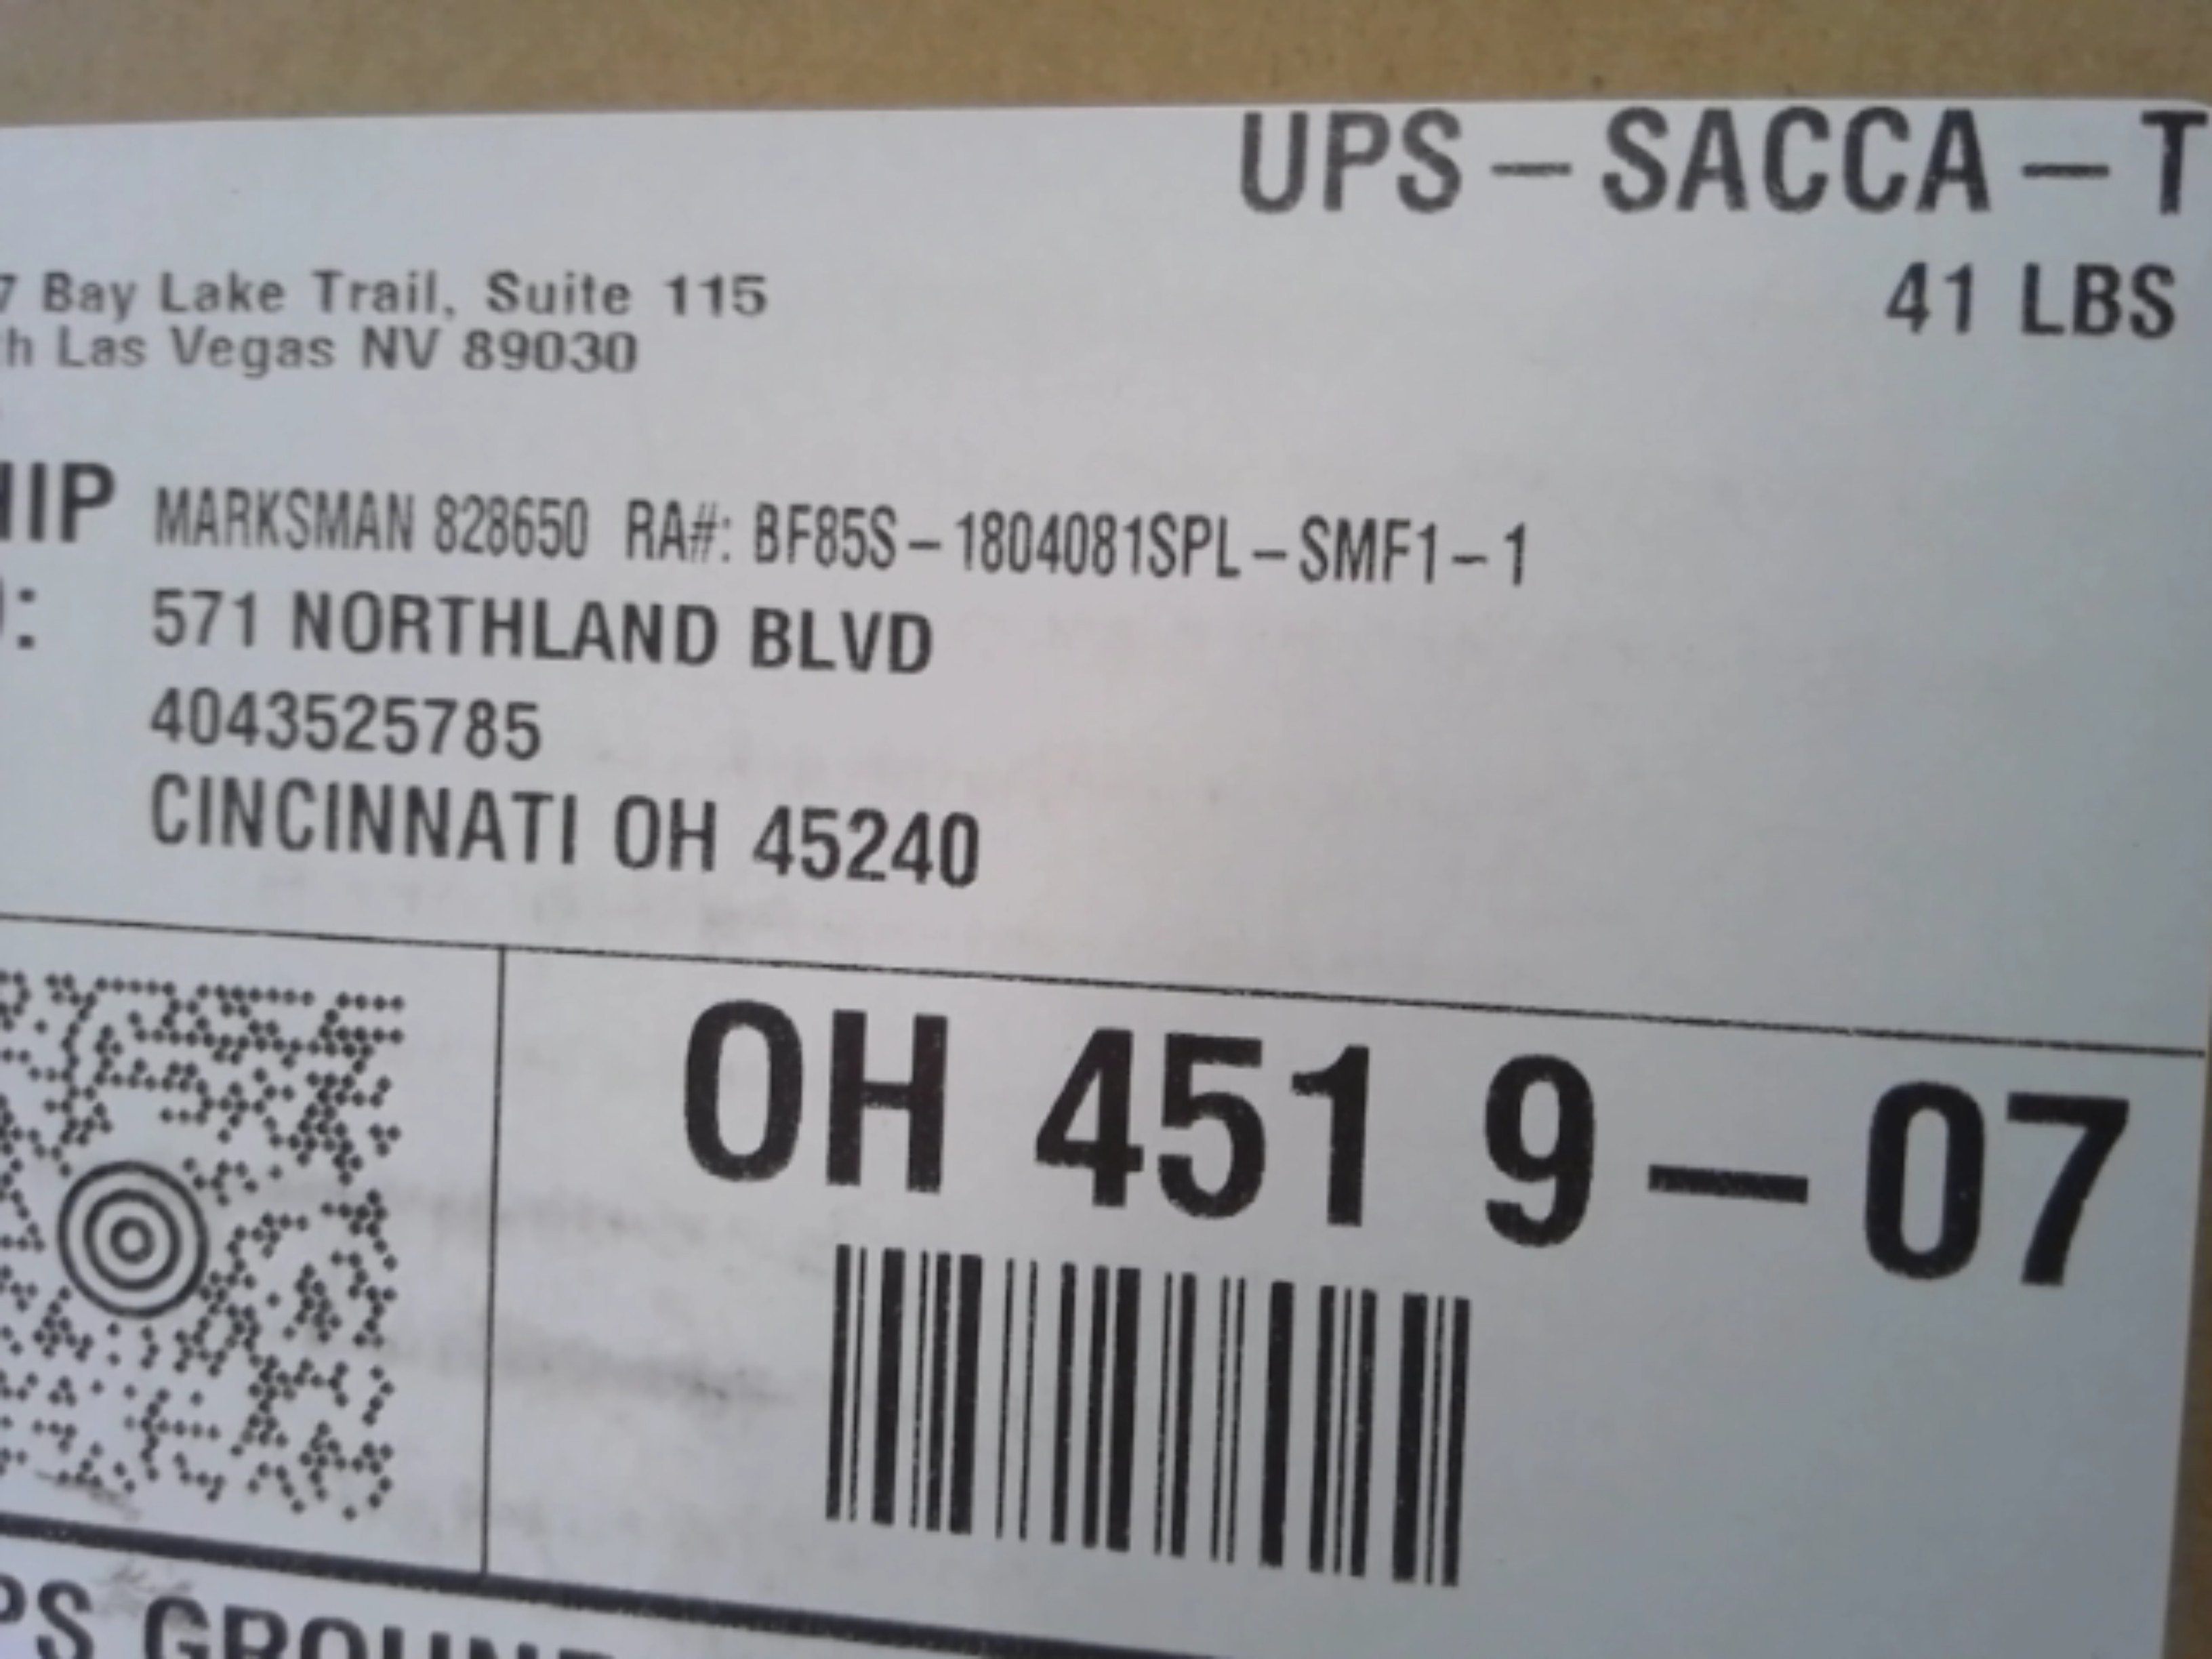 UPS - SACCA - T
41 LBS
7 Bay Lake Trail, Suite 115
Las Vegas NV 89030
MARKSMAN 828650 RA#: BF85S - 1804081SPL - SMF1 - 1
571 NORTHLAND BLVD
4043525785
CINCINNATI OH 45240
OH 451 9 - 07